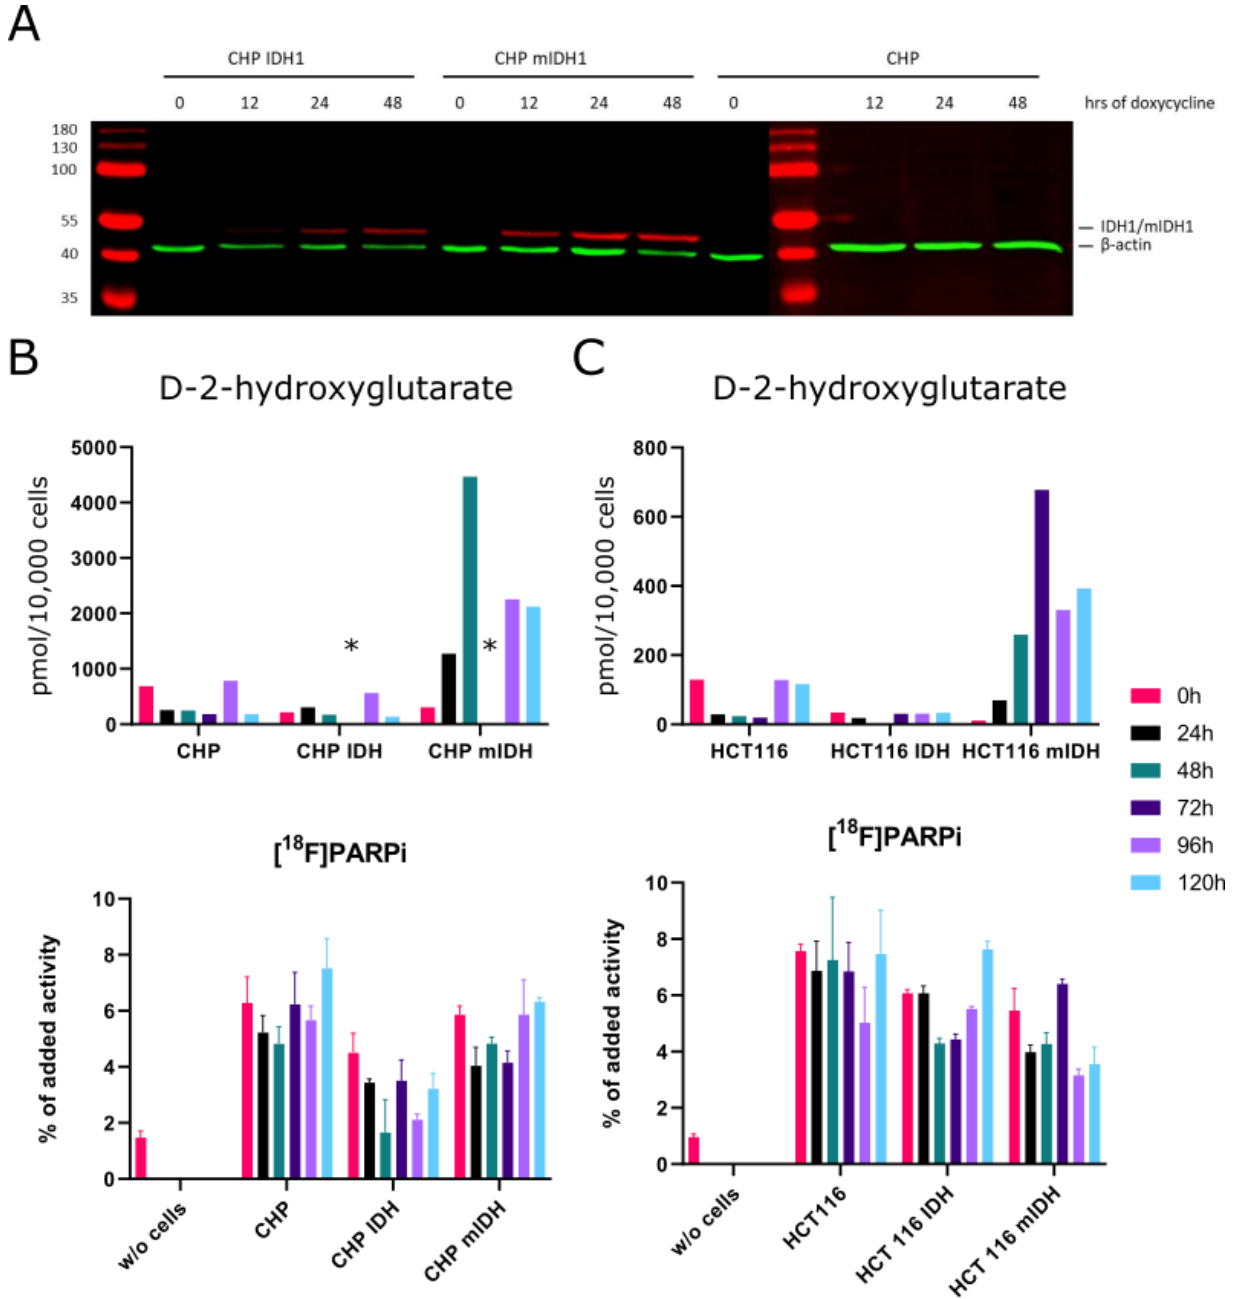 A
CHP IDH1
CHP mIDH1
CHP
0 12 24 48 0 12 24 48 0 12 24 48 hrs of doxycycline
180
130
100
55
40
35
IDH1/mIDH1
β-actin
B
D-2-hydroxyglutarate
pmol/10,000 cells
5000
4000
3000
2000
1000
0
* *
CHP CHP IDH CHP mIDH
C
D-2-hydroxyglutarate
pmol/10,000 cells
800
600
400
200
0
HCT116 HCT116 IDH HCT116 mIDH
0h
24h
48h
72h
96h
120h
[18F]PARPi
% of added activity
10
8
6
4
2
0
w/o cells CHP CHP IDH CHP mIDH
[18F]PARPi
% of added activity
10
8
6
4
2
0
w/o cells HCT116 HCT 116 IDH HCT 116 mIDH